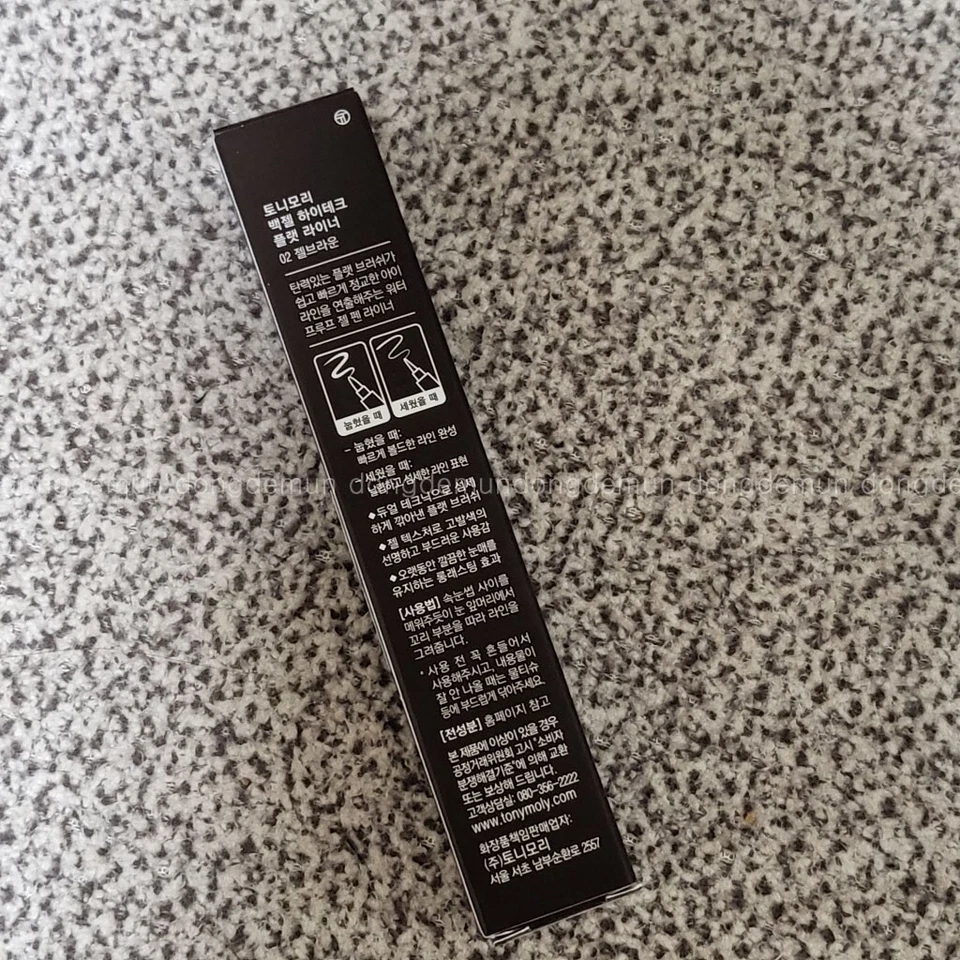 토니모리
백젤 하이테크
플랫 라이너
02 젤브라운
탄력있는 플랫 브러쉬가
쉽고 빠르게 정교한 아이
라인을 연출해주는 워터
프루프 젤 펜 라이너
눕혔을 때
세웠을 때
- 눕혔을 때:
빠르게 볼드한 라인 완성
세웠을 때:
섬세한 라인 표현
dongdemun dongdemundongdemun dongdemun
◆듀얼 테크닉으로 섬세
하게 깎아낸 플랫 브러쉬
◆젤 텍스처로 고발색의
선명하고 부드러운 사용감
◆오랫동안 깔끔한 눈매를
유지하는 롱래스팅 효과
[사용법] 속눈썹 사이를
메워주듯이 눈 앞머리에서
꼬리 부분을 따라 라인을
그려줍니다.
• 사용 전 꼭 흔들어서
사용해주시고, 내용물이
잘 안 나올 때는 물티슈
등에 부드럽게 닦아주세요.
[전성분] 홈페이지 참고
본제품에 이상이 있을 경우
공정거래위원회 고시 "소비자
분쟁해결기준"에 의해 교환
또는 보상해 드립니다.
고객상담실: 080-356-2222
www.tonymoly.com
화장품책임판매업자:
(주)토니모리
서울 서초 남부순환로 2557